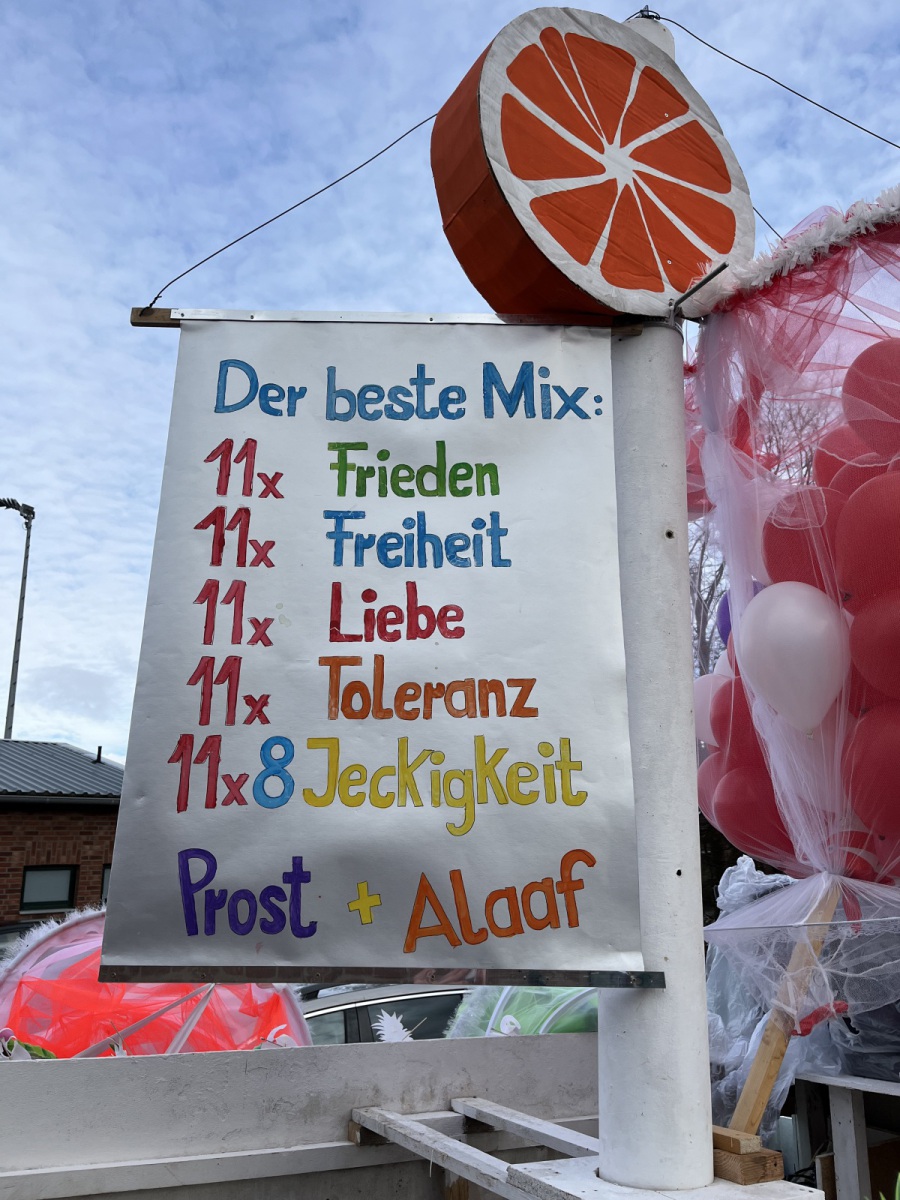 Der beste Mix:
11x Frieden
11x Freiheit
11x Liebe
11x Toleranz
11x8 Jeckigkeit
Prost + Alaaf